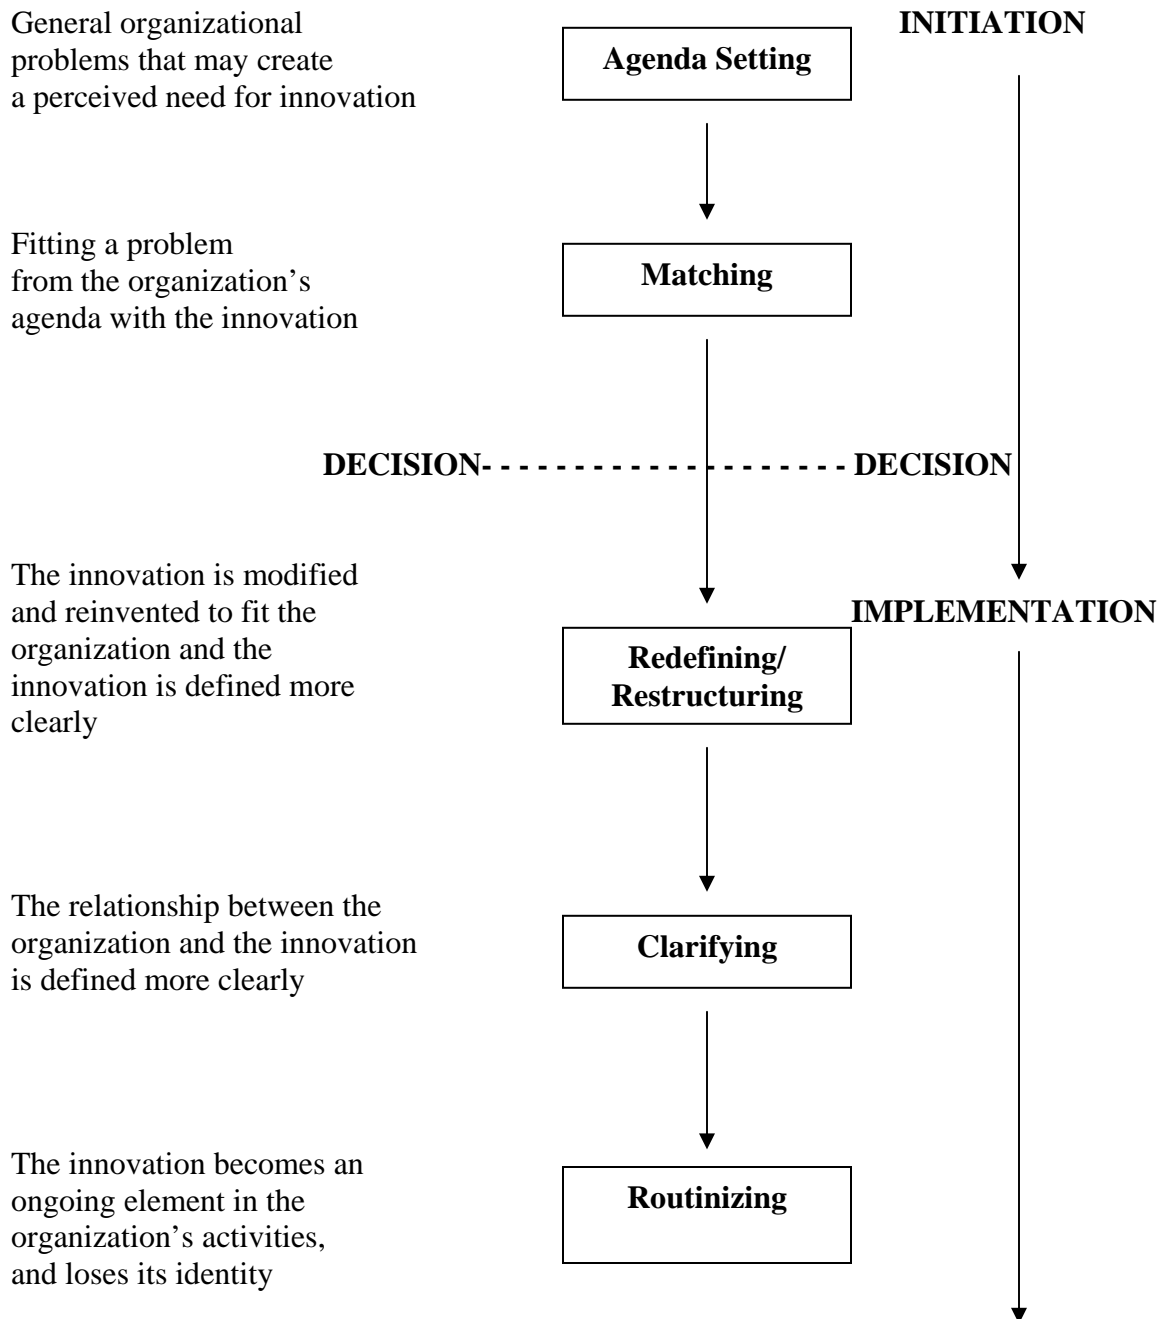 General organizational
problems that may create
a perceived need for innovation
Agenda Setting
INITIATION
Fitting a problem
from the organization’s
agenda with the innovation
Matching
DECISION- - - - - - - - - - - - - - - - - - - DECISION
The innovation is modified
and reinvented to fit the
organization and the
innovation is defined more
clearly
IMPLEMENTATION
Redefining/
Restructuring
The relationship between the
organization and the innovation
is defined more clearly
Clarifying
The innovation becomes an
ongoing element in the
organization’s activities,
and loses its identity
Routinizing